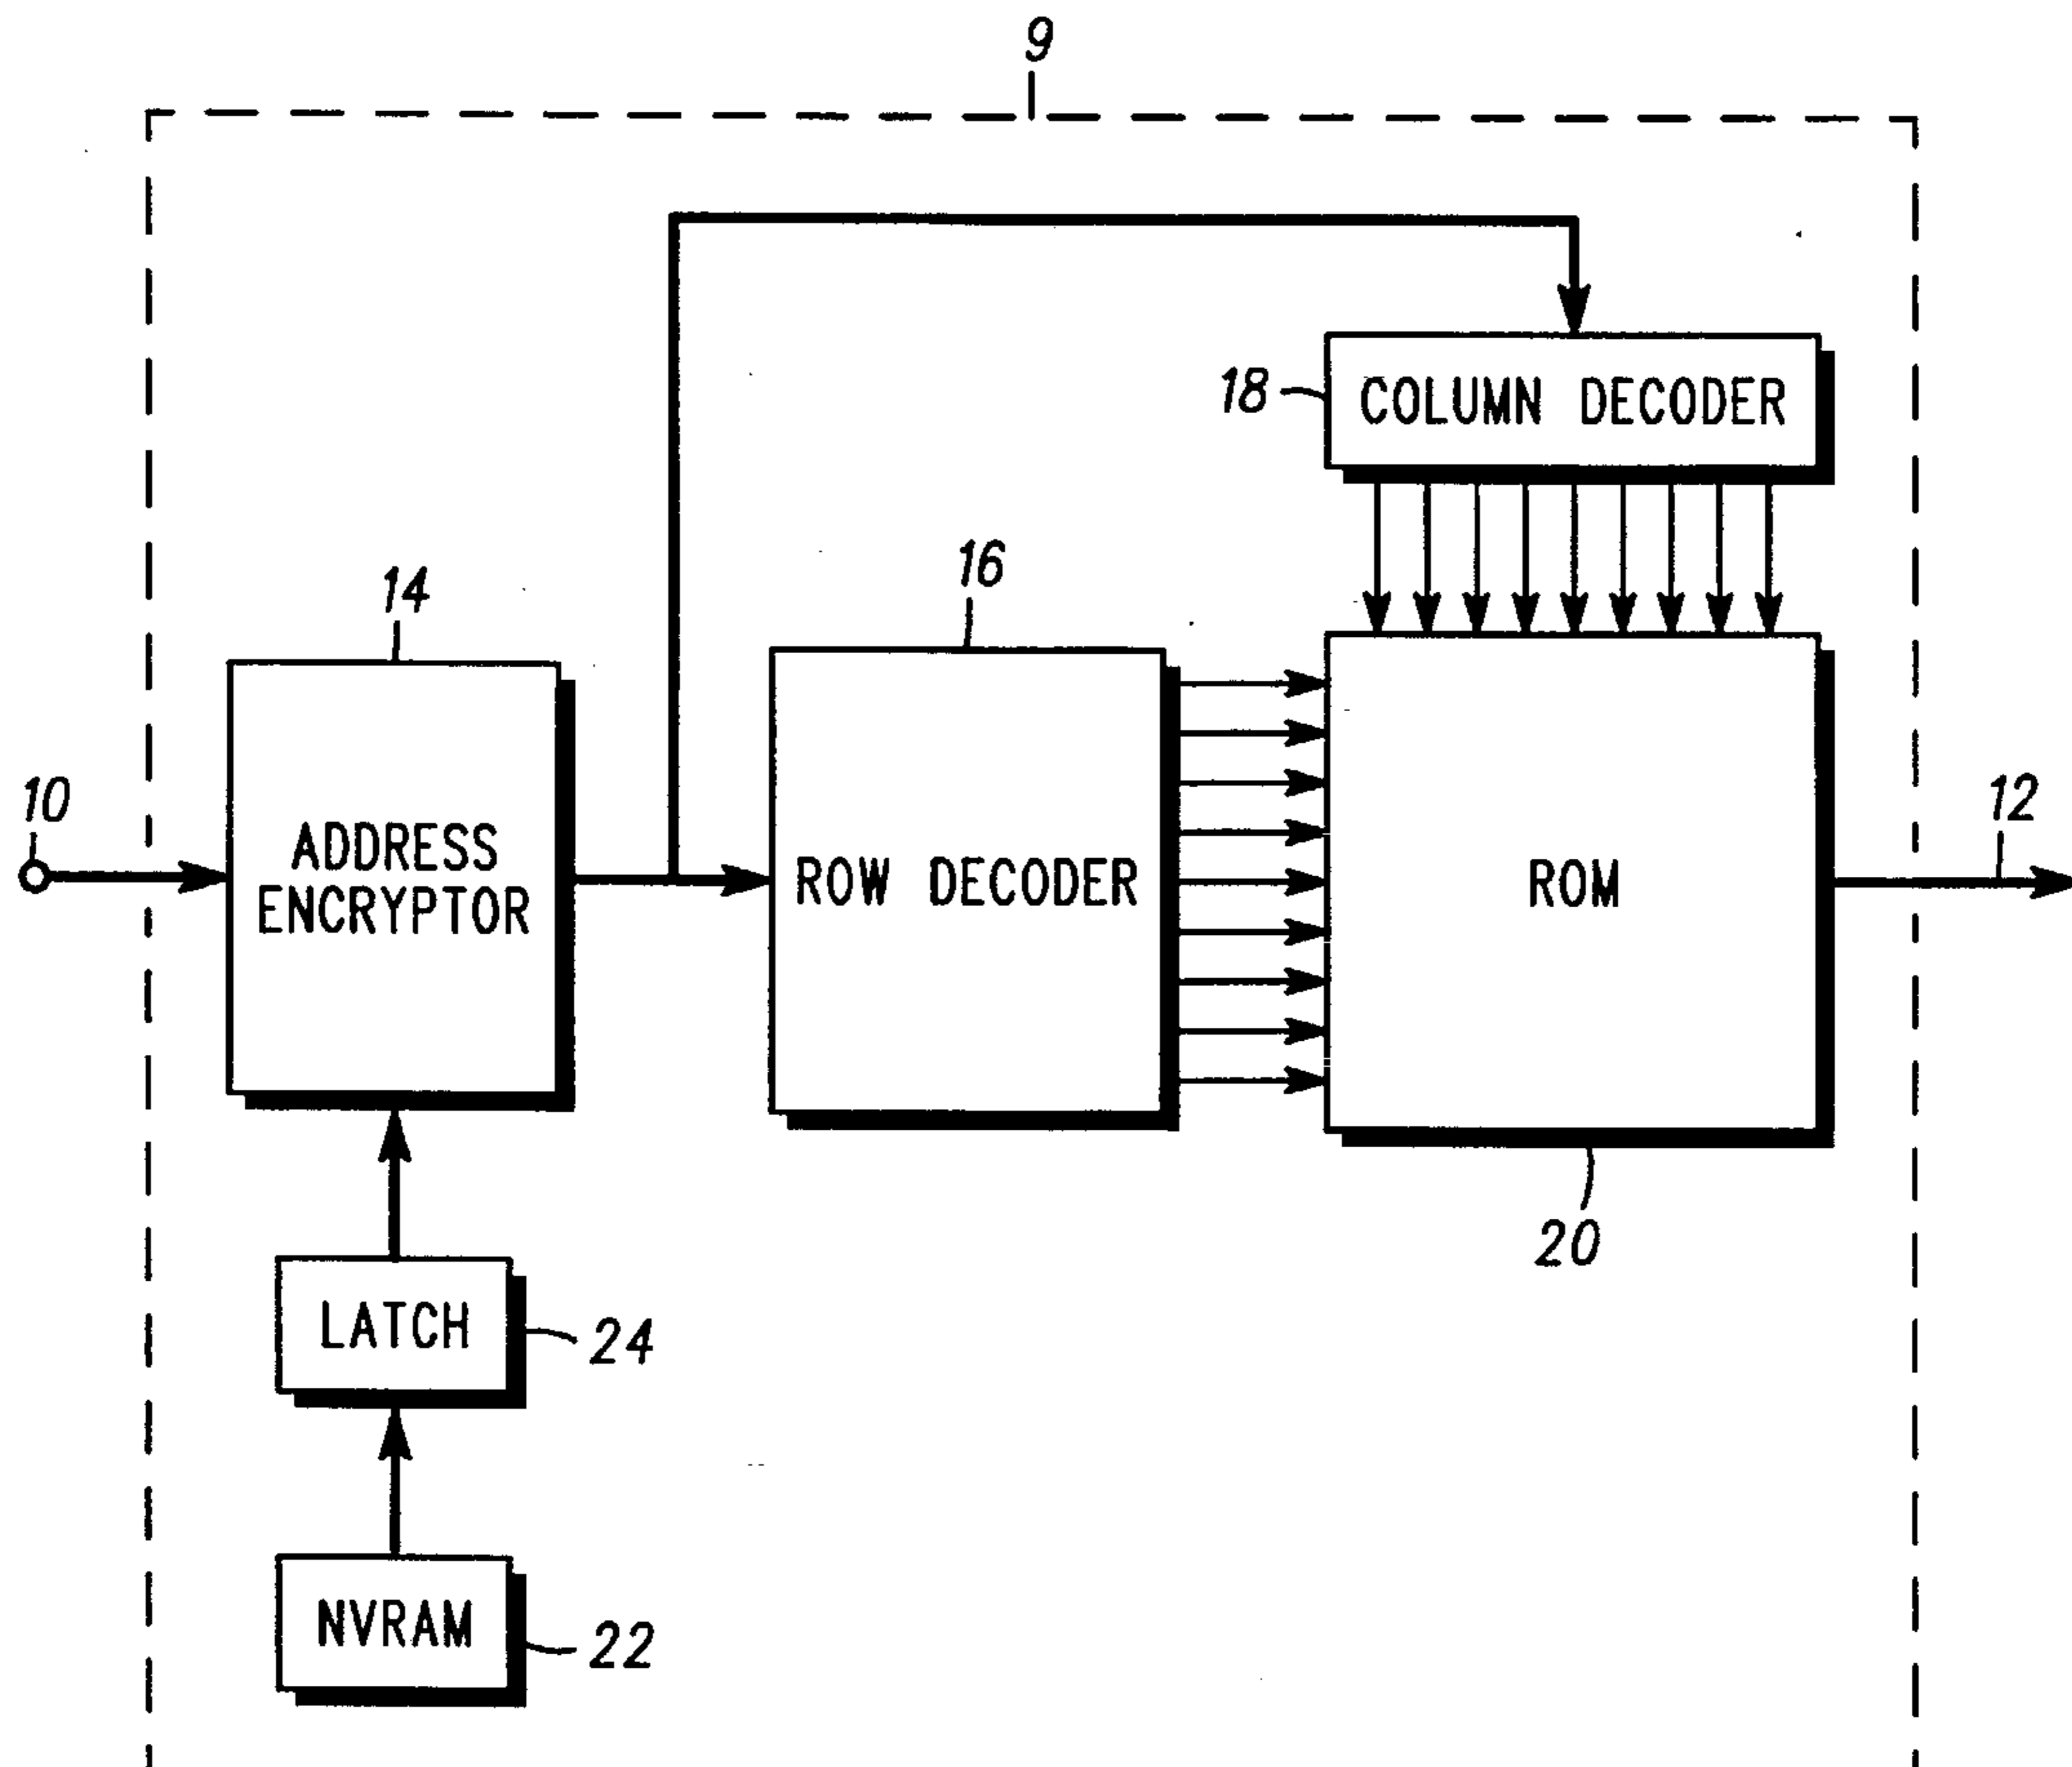 9
18
COLUMN DECODER
16
14
10
ADDRESS
ENCRYPTOR
ROW DECODER
ROM
12
20
LATCH
24
NVRAM
22